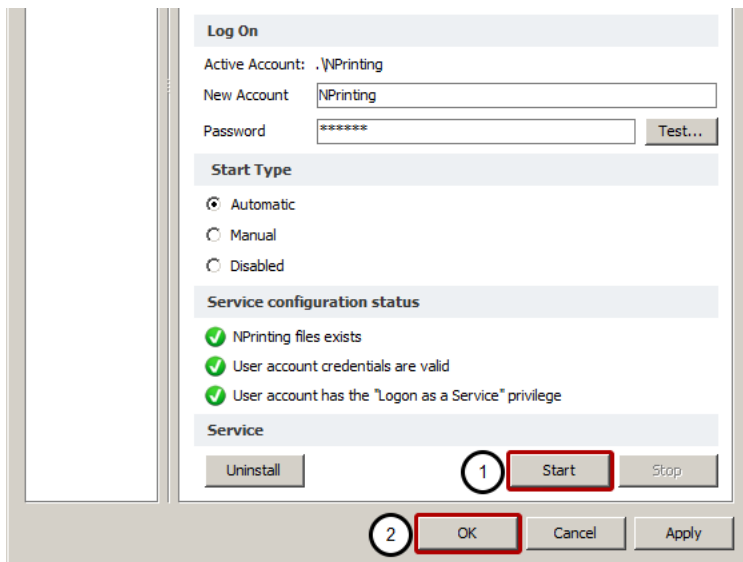 Log On
Active Account: .\NPrinting
New Account NPrinting
Password ****** Test...
Start Type
Automatic
Manual
Disabled
Service configuration status
NPrinting files exists
User account credentials are valid
User account has the "Logon as a Service" privilege
Service
Uninstall 1 Start Stop
2 OK Cancel Apply